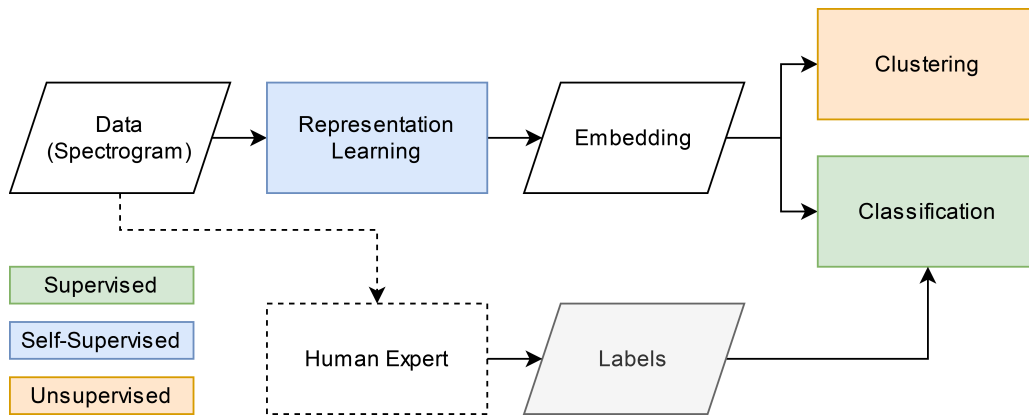 Data
(Spectrogram)
Representation
Learning
Embedding
Clustering
Classification
Supervised
Self-Supervised
Unsupervised
Human Expert
Labels